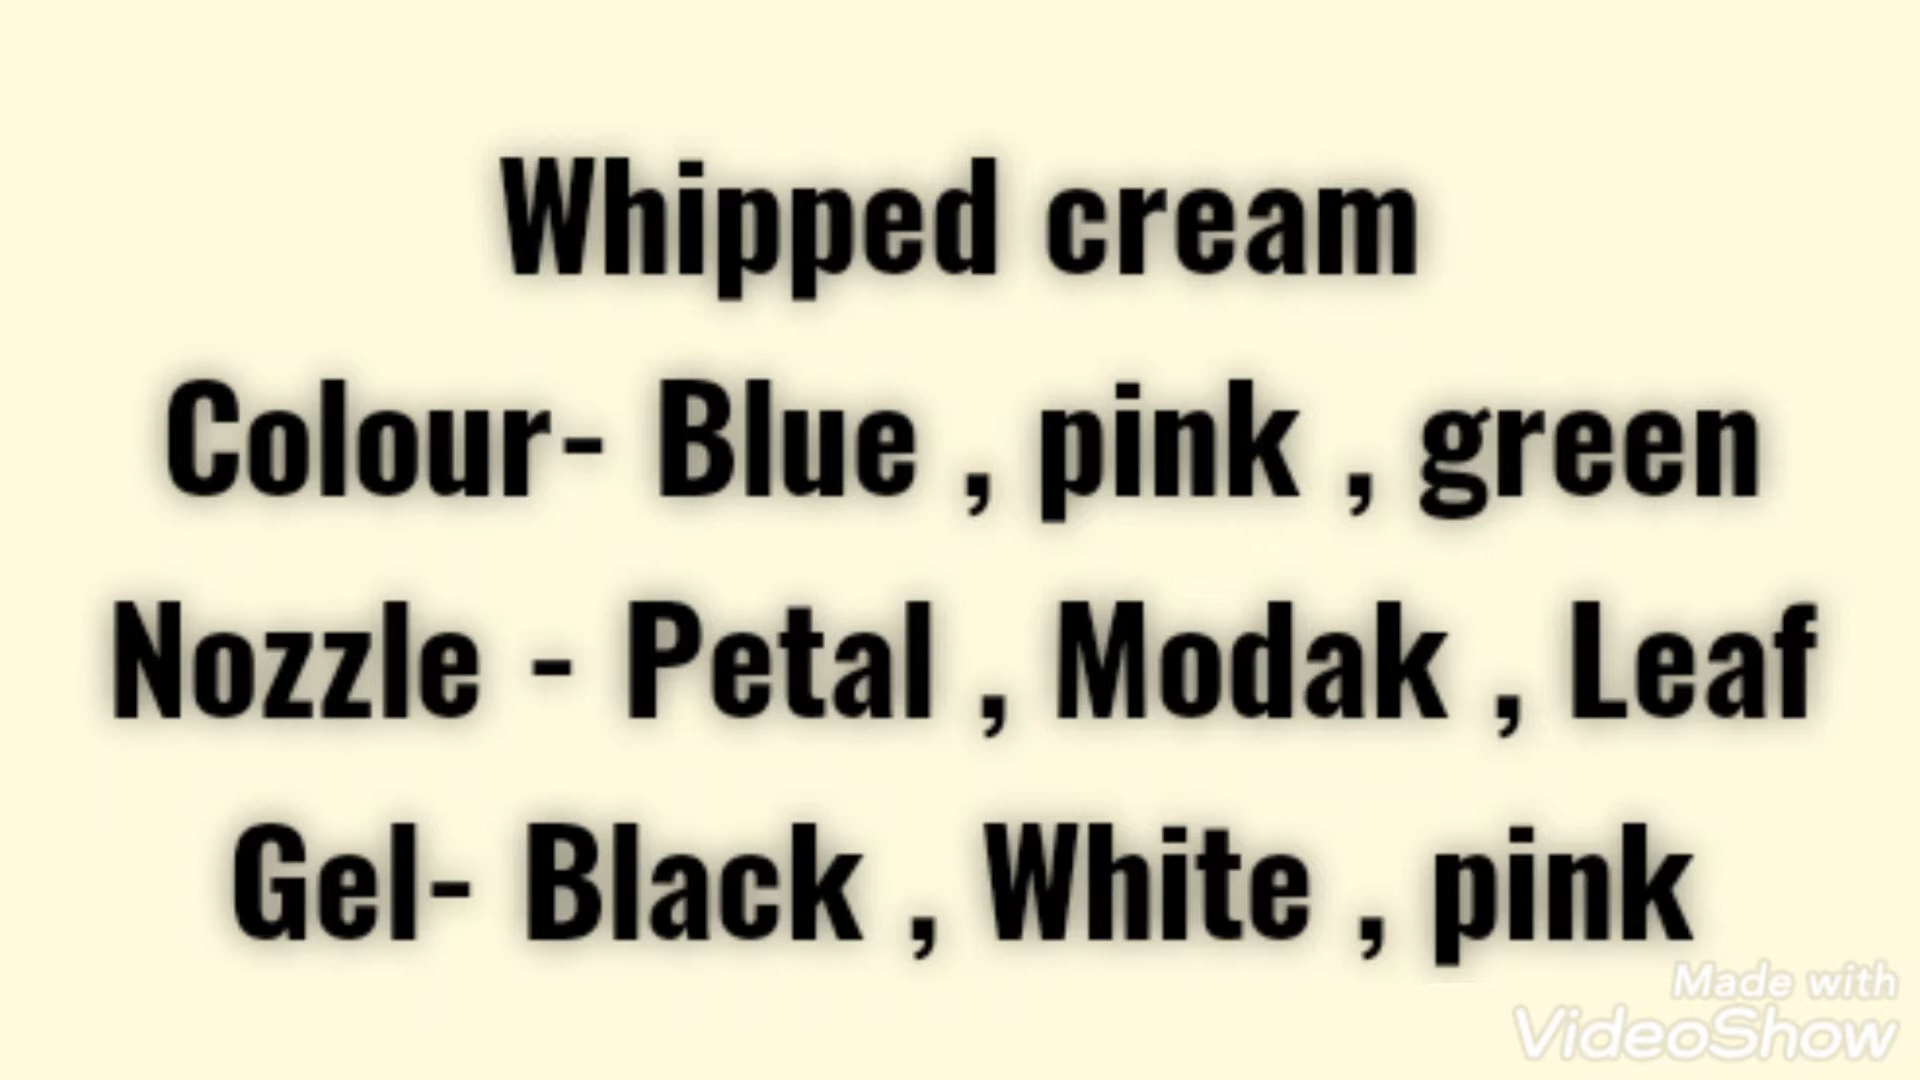 Whipped cream
Colour- Blue , pink , green
Nozzle - Petal , Modak , Leaf
Gel- Black , White , pink
Made with
VideoShow